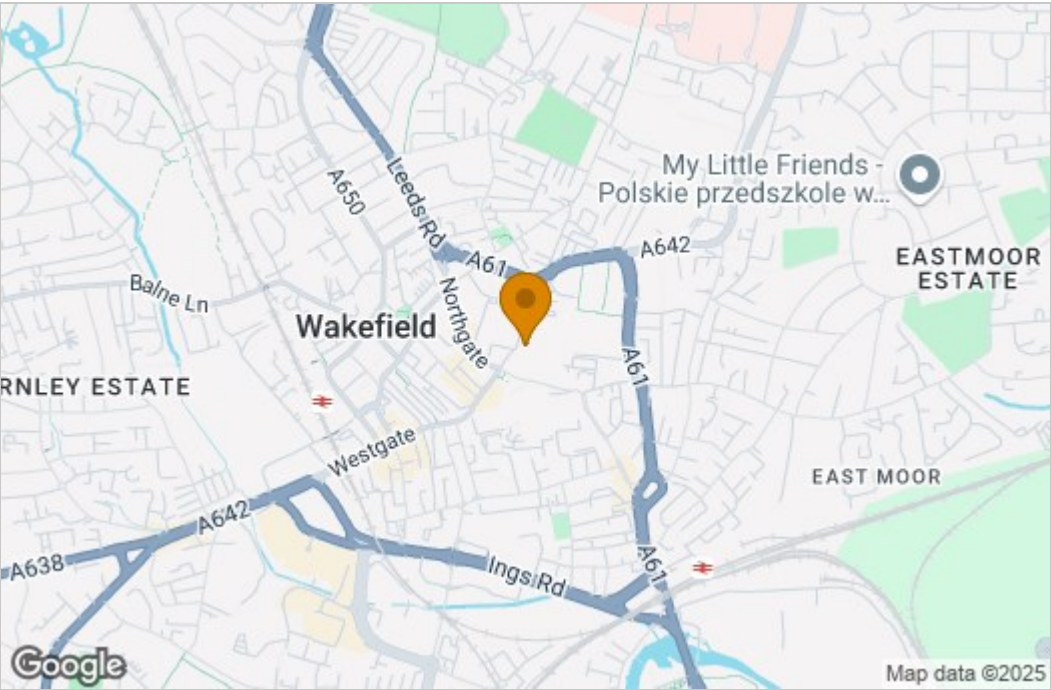 A650
Leeds Rd
My Little Friends -
Polskie przedszkole w...
A61
A642
EASTMOOR
ESTATE
Balne Ln
Northgate
Wakefield
A61
RNLEY ESTATE
Westgate
EAST MOOR
A642
A638
Ings Rd
A61
Google
Map data ©2025